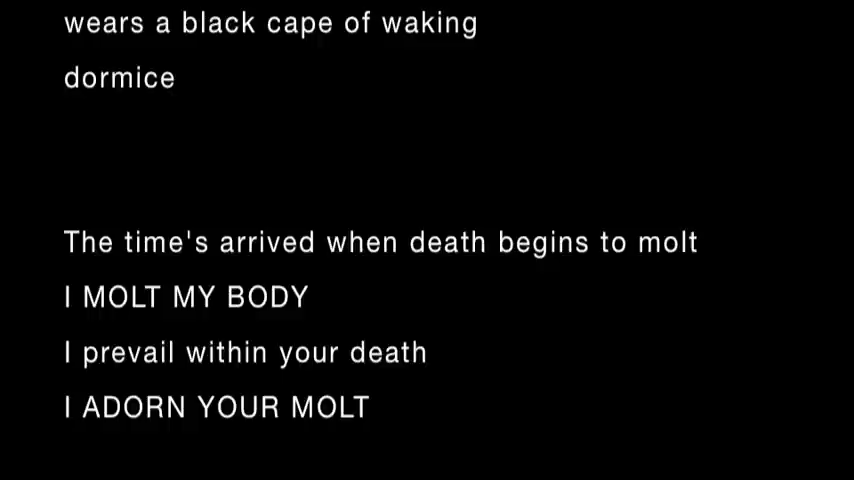 wears a black cape of waking
dormice
The time's arrived when death begins to molt
I MOLT MY BODY
I prevail within your death
I ADORN YOUR MOLT